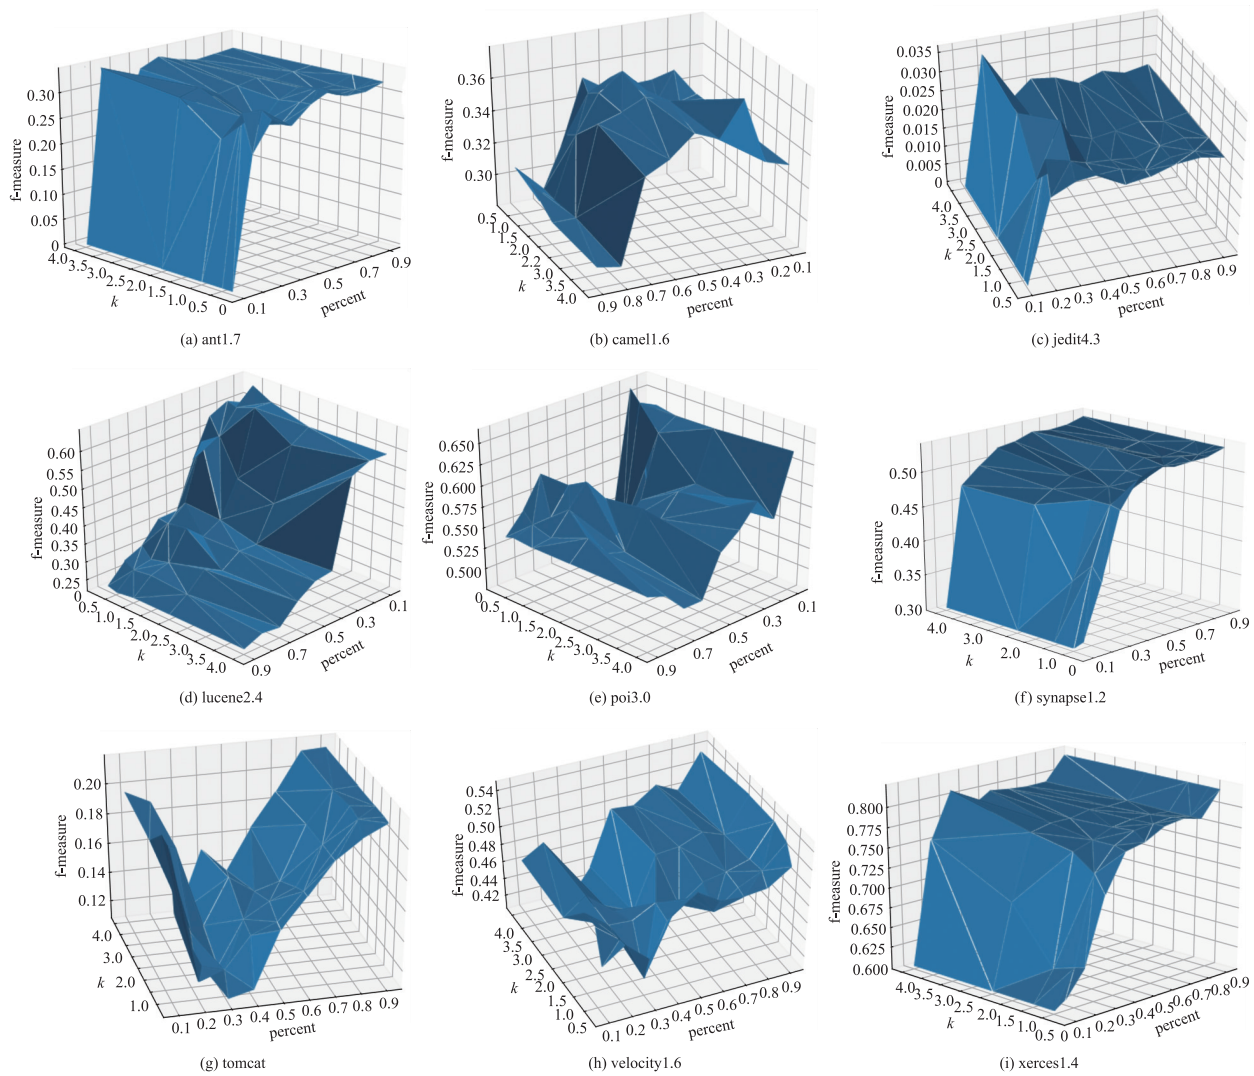 f-measure
0.30
0.25
0.20
0.15
0.10
0.05
0
4.0 3.5 3.0 2.5 2.0 1.5 1.0 0.5 0
k
0.1 0.3 0.5 0.7 0.9
percent
(a) ant1.7
f-measure
0.36
0.34
0.32
0.30
0.5 1.0 1.5 2.0 2.2 3.0 3.5 4.0
k
0.9 0.8 0.7 0.6 0.5 0.4 0.3 0.2 0.1
percent
(b) camel1.6
f-measure
0.035
0.030
0.025
0.020
0.015
0.010
0.005
0
4.0 3.5 3.0 2.5 2.0 1.5 1.0 0.5
k
0.1 0.2 0.3 0.4 0.5 0.6 0.7 0.8 0.9
percent
(c) jedit4.3
f-measure
0.60
0.55
0.50
0.45
0.40
0.35
0.30
0.25
0 0.5 1.0 1.5 2.0 2.5 3.0 3.5 4.0
k
0.9 0.7 0.5 0.3 0.1
percent
(d) lucene2.4
f-measure
0.650
0.625
0.600
0.575
0.550
0.525
0.500
0 0.5 1.0 1.5 2.0 2.5 3.0 3.5 4.0
k
0.9 0.7 0.5 0.3 0.1
percent
(e) poi3.0
f-measure
0.50
0.45
0.40
0.35
0.30
4.0 3.0 2.0 1.0 0
k
0.1 0.3 0.5 0.7 0.9
percent
(f) synapse1.2
f-measure
0.20
0.18
0.16
0.14
0.12
4.0 3.0 2.0 1.0
k
0.1 0.2 0.3 0.4 0.5 0.6 0.7 0.8 0.9
percent
(g) tomcat
f-measure
0.54
0.52
0.50
0.48
0.46
0.44
0.42
4.0 3.5 3.0 2.5 2.0 1.5 1.0 0.5
k
0.1 0.2 0.3 0.4 0.5 0.6 0.7 0.8 0.9
percent
(h) velocity1.6
f-measure
0.800
0.775
0.750
0.725
0.700
0.675
0.650
0.625
0.600
4.0 3.5 3.0 2.5 2.0 1.5 1.0 0.5 0
k
0.1 0.2 0.3 0.4 0.5 0.6 0.7 0.8 0.9
percent
(i) xerces1.4